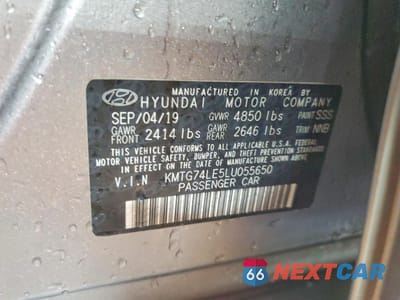 MANUFACTURED IN KOREA BY
HYUNDAI MOTOR COMPANY
SEP/04/19 GVWR 4850 lbs PAINT SSS
GAWR FRONT 2414 lbs GAWR REAR 2646 lbs TRIM NNB
THIS VEHICLE CONFORMS TO ALL APPLICABLE U.S.A. FEDERAL
MOTOR VEHICLE SAFETY, BUMPER, AND THEFT PREVENTION
STANDARDS IN EFFECT ON THE DATE OF MANUFACTURE
SHOWN ABOVE.
V.I.N KMTG74LE5LU055650
PASSENGER CAR
66 NEXTCAR